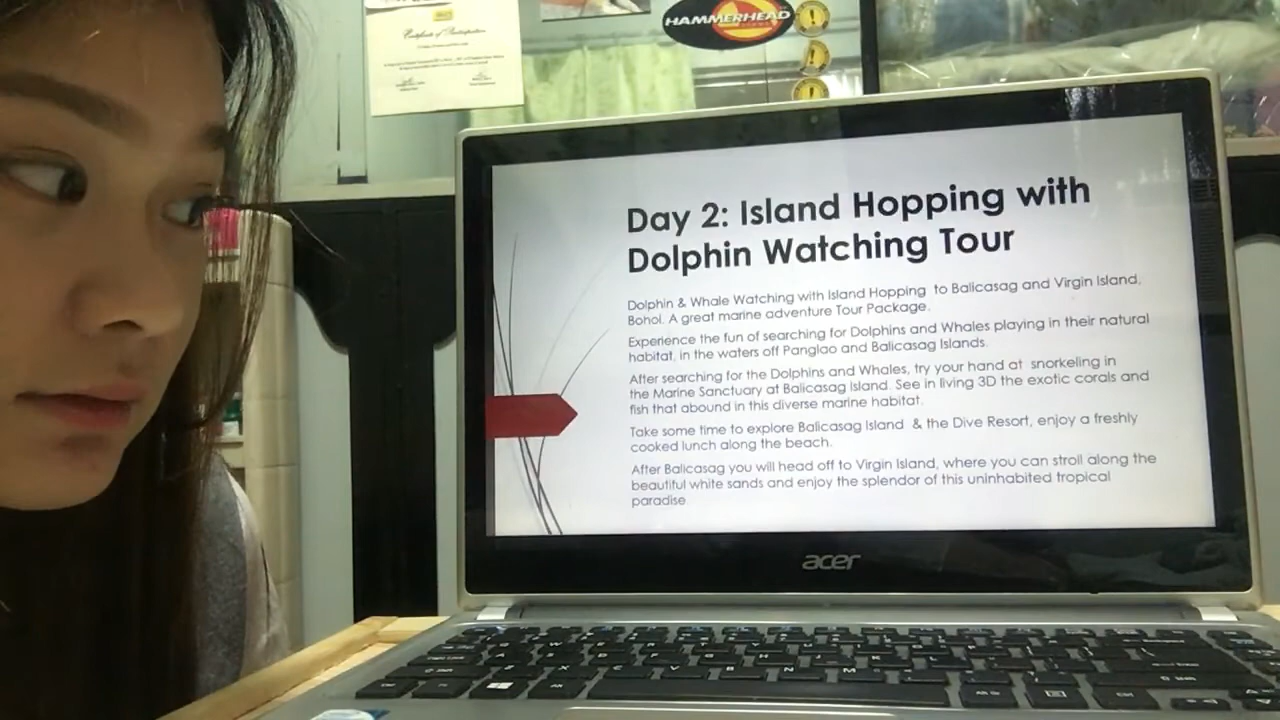 Certificate of Participation
HAMMERHEAD
Day 2: Island Hopping with
Dolphin Watching Tour
Dolphin & Whale Watching with Island Hopping to Balicasag and Virgin Island,
Bohol. A great marine adventure Tour Package.
Experience the fun of searching for Dolphins and Whales playing in their natural
habitat, in the waters off Panglao and Balicasag Islands.
After searching for the Dolphins and Whales, try your hand at snorkeling in
the Marine Sanctuary at Balicasag Island. See in living 3D the exotic corals and
fish that abound in this diverse marine habitat.
Take some time to explore Balicasag Island & the Dive Resort, enjoy a freshly
cooked lunch along the beach.
After Balicasag you will head off to Virgin Island, where you can stroll along the
beautiful white sands and enjoy the splendor of this uninhabited tropical
paradise
acer